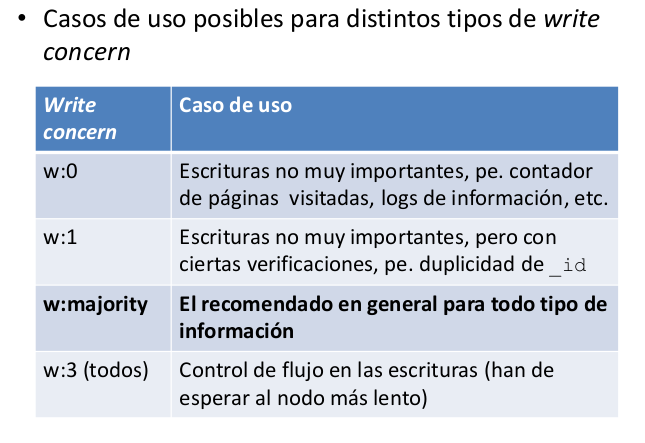 • Casos de uso posibles para distintos tipos de write
concern
Write
concern
Caso de uso
w:0
Escrituras no muy importantes, pe. contador
de páginas visitadas, logs de información, etc.
w:1
Escrituras no muy importantes, pero con
ciertas verificaciones, pe. duplicidad de _id
w:majority
El recomendado en general para todo tipo de
información
w:3 (todos)
Control de flujo en las escrituras (han de
esperar al nodo más lento)